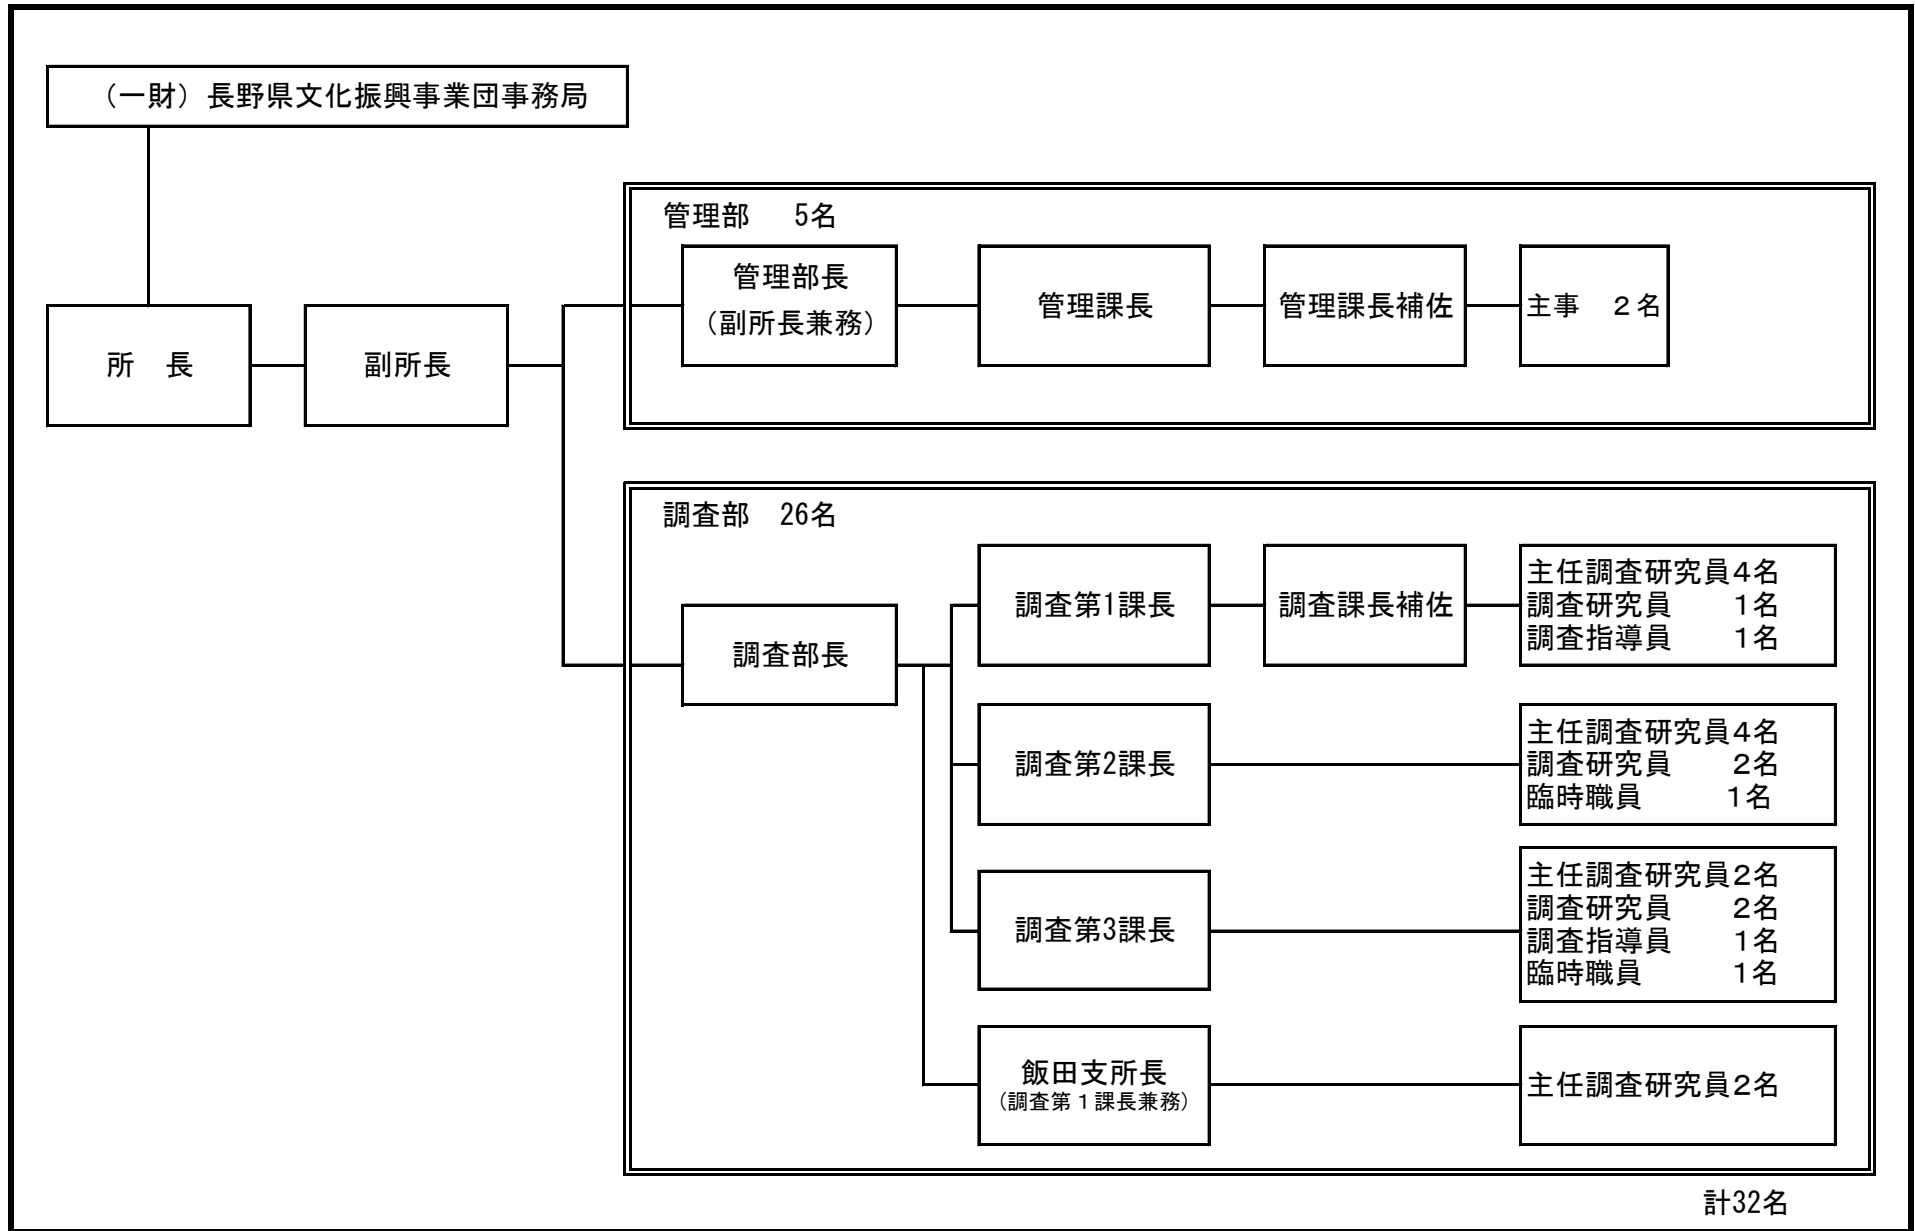 （一財）長野県文化振興事業団事務局
所　長
副所長
管理部　5名
管理部長
（副所長兼務）
管理課長
管理課長補佐
主事　２名
調査部　26名
調査部長
調査第1課長
調査課長補佐
主任調査研究員４名
調査研究員　　１名
調査指導員　　１名
調査第2課長
主任調査研究員４名
調査研究員　　２名
臨時職員　　　１名
調査第3課長
主任調査研究員２名
調査研究員　　２名
調査指導員　　１名
臨時職員　　　１名
飯田支所長
（調査第１課長兼務）
主任調査研究員２名
計32名